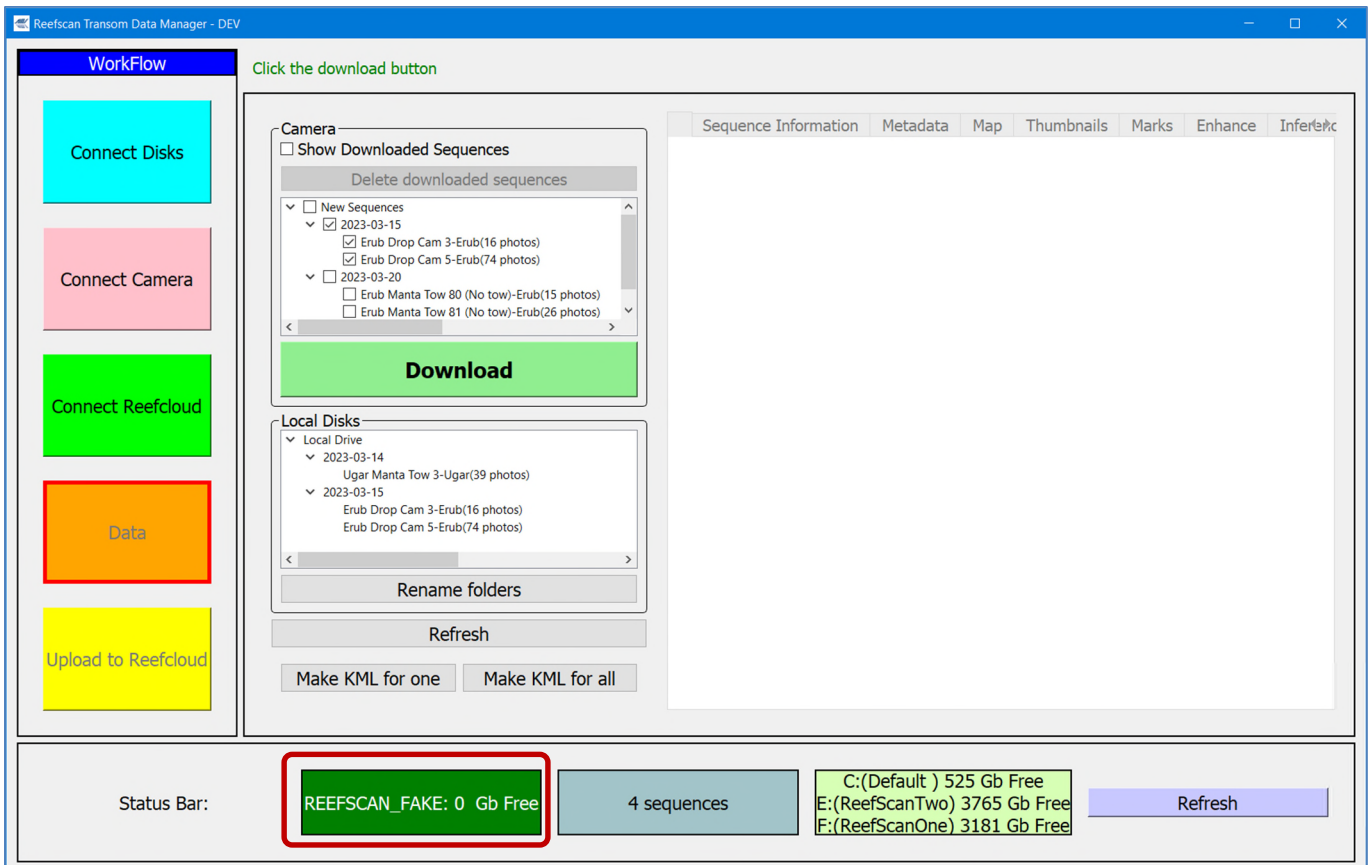 Reefscan Transom Data Manager - DEV
WorkFlow
Click the download button
Connect Disks
Connect Camera
Connect Reefcloud
Data
Upload to Reefcloud
Camera
Show Downloaded Sequences
Delete downloaded sequences
New Sequences
2023-03-15
Erub Drop Cam 3-Erub(16 photos)
Erub Drop Cam 5-Erub(74 photos)
2023-03-20
Erub Manta Tow 80 (No tow)-Erub(15 photos)
Erub Manta Tow 81 (No tow)-Erub(26 photos)
Download
Local Disks
Local Drive
2023-03-14
Ugar Manta Tow 3-Ugar(39 photos)
2023-03-15
Erub Drop Cam 3-Erub(16 photos)
Erub Drop Cam 5-Erub(74 photos)
Rename folders
Refresh
Make KML for one Make KML for all
Sequence Information Metadata Map Thumbnails Marks Enhance
Status Bar:
REEFSCAN_FAKE: 0 Gb Free
4 sequences
C:(Default ) 525 Gb Free
E:(ReefScanTwo) 3765 Gb Free
F:(ReefScanOne) 3181 Gb Free
Refresh